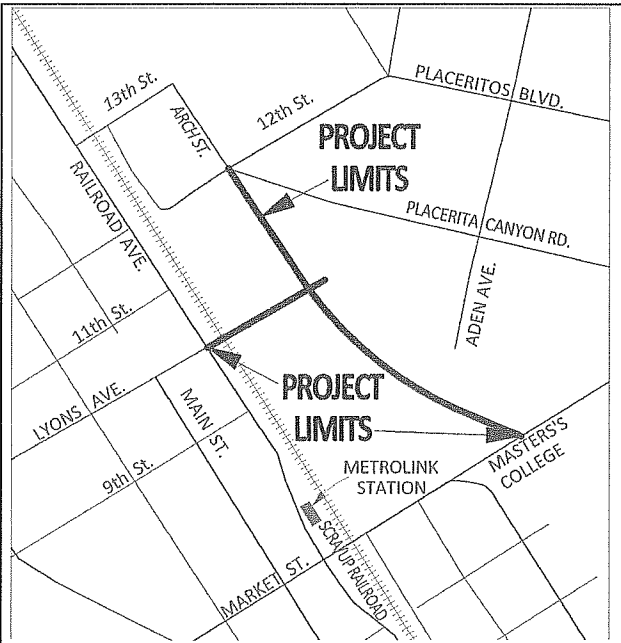 13th St.
ARCH ST.
12th St.
PLACERITOS BLVD.
PROJECT
LIMITS
PLACERITA CANYON RD.
RAILROAD AVE.
ADEN AVE.
11th St.
LYONS AVE.
MAIN ST.
PROJECT
LIMITS
9th St.
METROLINK
STATION
MASTERS'S
COLLEGE
SCRA/UP RAILROAD
MARKET ST.